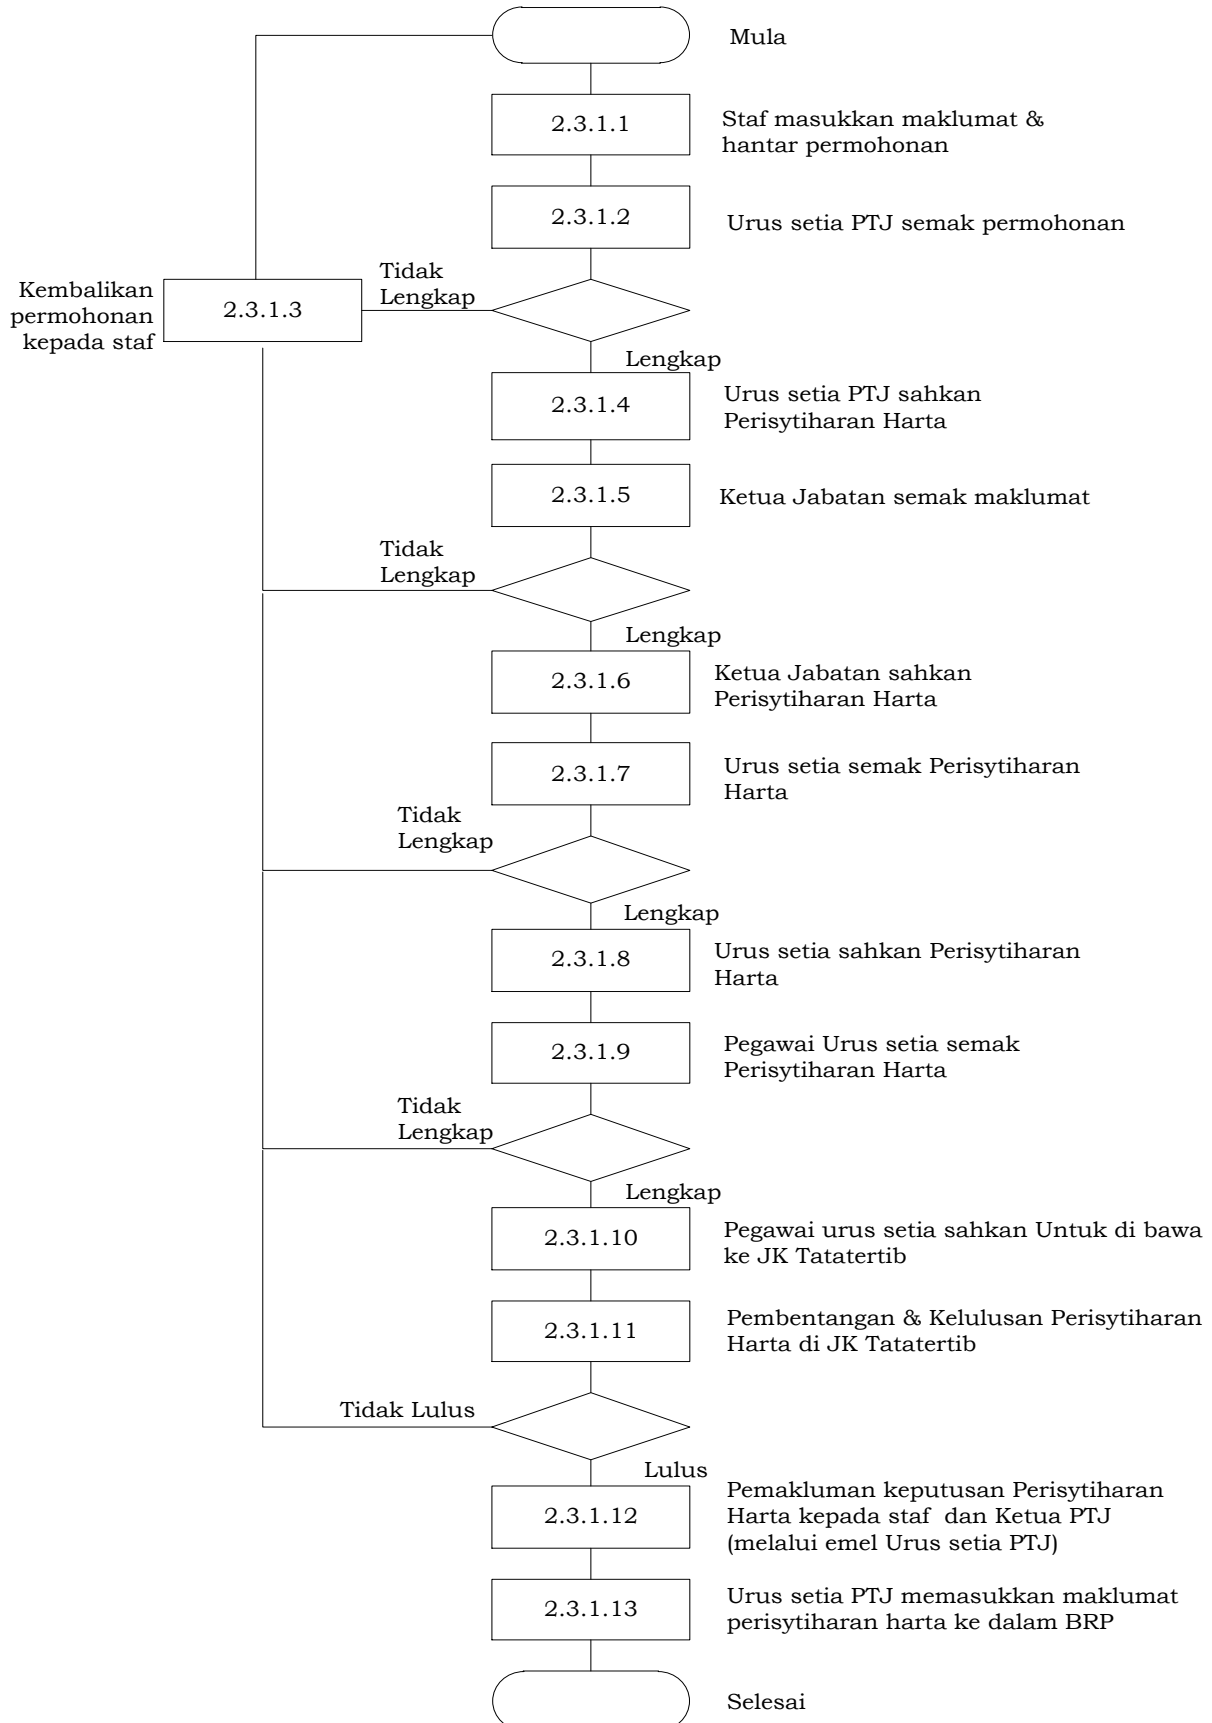 Mula
2.3.1.1
Staf masukkan maklumat &
hantar permohonan
2.3.1.2
Urus setia PTJ semak permohonan
Tidak
Lengkap
Kembalikan
permohonan
kepada staf
2.3.1.3
Lengkap
2.3.1.4
Urus setia PTJ sahkan
Perisytiharan Harta
2.3.1.5
Ketua Jabatan semak maklumat
Tidak
Lengkap
Lengkap
2.3.1.6
Ketua Jabatan sahkan
Perisytiharan Harta
2.3.1.7
Urus setia semak Perisytiharan
Harta
Tidak
Lengkap
Lengkap
2.3.1.8
Urus setia sahkan Perisytiharan
Harta
2.3.1.9
Pegawai Urus setia semak
Perisytiharan Harta
Tidak
Lengkap
Lengkap
2.3.1.10
Pegawai urus setia sahkan Untuk di bawa
ke JK Tatatertib
2.3.1.11
Pembentangan & Kelulusan Perisytiharan
Harta di JK Tatatertib
Tidak Lulus
Lulus
2.3.1.12
Pemakluman keputusan Perisytiharan
Harta kepada staf dan Ketua PTJ
(melalui emel Urus setia PTJ)
2.3.1.13
Urus setia PTJ memasukkan maklumat
perisytiharan harta ke dalam BRP
Selesai